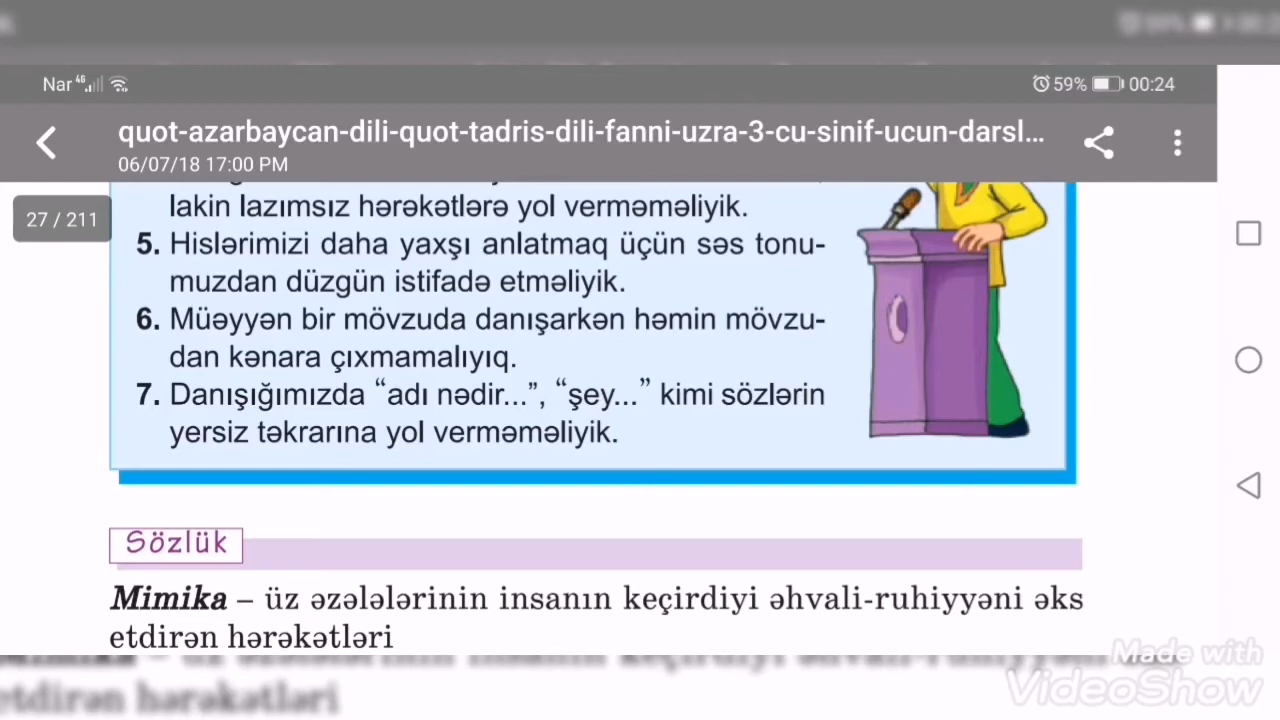 Nar 4G 59% 00:24
quot-azarbaycan-dili-quot-tadris-dili-fanni-uzra-3-cu-sinif-ucun-darsl...
06/07/18 17:00 PM
27 / 211
lakin lazımsız hərəkətlərə yol verməməliyik.
5. Hislərimizi daha yaxşı anlatmaq üçün səs tonu-
muzdan düzgün istifadə etməliyik.
6. Müəyyən bir mövzuda danışarkən həmin mövzu-
dan kənara çıxmamalıyıq.
7. Danışığımızda “adı nədir...”, “şey...” kimi sözlərin
yersiz təkrarına yol verməməliyik.
Sözlük
Mimika – üz əzələlərinin insanın keçirdiyi əhvali-ruhiyyəni əks
etdirən hərəkətləri
Made with
VideoShow